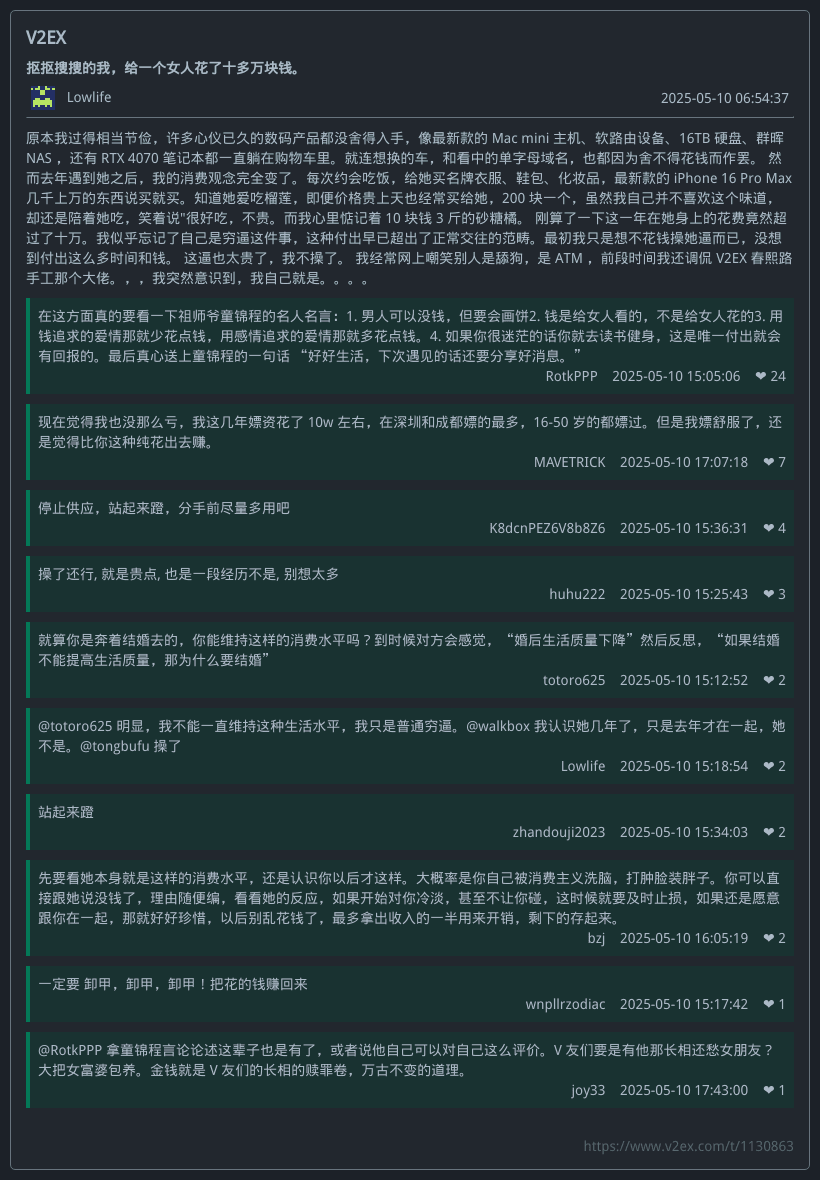 V2EX
抠抠搜搜的我，给一个女人花了十多万块钱。
Lowlife 2025-05-10 06:54:37
原本我过得相当节俭，许多心仪已久的数码产品都没舍得入手，像最新款的 Mac mini 主机、软路由设备、16TB 硬盘、群晖
NAS ，还有 RTX 4070 笔记本都一直躺在购物车里。就连想换的车，和看中的单字母域名，也都因为舍不得花钱而作罢。 然
而去年遇到她之后，我的消费观念完全变了。每次约会吃饭，给她买名牌衣服、鞋包、化妆品，最新款的 iPhone 16 Pro Max
几千上万的东西说买就买。知道她爱吃榴莲，即便价格贵上天也经常买给她，200 块一个，虽然我自己并不喜欢这个味道，
却还是陪着她吃，笑着说"很好吃，不贵。而我心里惦记着 10 块钱 3 斤的砂糖橘。 刚算了一下这一年在她身上的花费竟然超
过了十万。我似乎忘记了自己是穷逼这件事，这种付出早已超出了正常交往的范畴。最初我只是想不花钱操她逼而已，没想
到付出这么多时间和钱。 这逼也太贵了，我不操了。 我经常网上嘲笑别人是舔狗，是 ATM ，前段时间我还调侃 V2EX 春熙路
手工那个大佬。，，我突然意识到，我自己就是。。。。
在这方面真的要看一下祖师爷童锦程的名人名言：1. 男人可以没钱，但要会画饼2. 钱是给女人看的，不是给女人花的3. 用
钱追求的爱情那就少花点钱，用感情追求的爱情那就多花点钱。4. 如果你很迷茫的话你就去读书健身，这是唯一付出就会
有回报的。最后真心送上童锦程的一句话 “好好生活，下次遇见的话还要分享好消息。”
RotkPPP 2025-05-10 15:05:06 ❤ 24
现在觉得我也没那么亏，我这几年嫖资花了 10w 左右，在深圳和成都嫖的最多，16-50 岁的都嫖过。但是我嫖舒服了，还
是觉得比你这种纯花出去赚。
MAVETRICK 2025-05-10 17:07:18 ❤ 7
停止供应，站起来蹬，分手前尽量多用吧
K8dcnPEZ6V8b8Z6 2025-05-10 15:36:31 ❤ 4
操了还行, 就是贵点, 也是一段经历不是, 别想太多
huhu222 2025-05-10 15:25:43 ❤ 3
就算你是奔着结婚去的，你能维持这样的消费水平吗？到时候对方会感觉，“婚后生活质量下降”然后反思，“如果结婚
不能提高生活质量，那为什么要结婚”
totoro625 2025-05-10 15:12:52 ❤ 2
@totoro625 明显，我不能一直维持这种生活水平，我只是普通穷逼。@walkbox 我认识她几年了，只是去年才在一起，她
不是。@tongbufu 操了
Lowlife 2025-05-10 15:18:54 ❤ 2
站起来蹬
zhandouji2023 2025-05-10 15:34:03 ❤ 2
先要看她本身就是这样的消费水平，还是认识你以后才这样。大概率是你自己被消费主义洗脑，打肿脸装胖子。你可以直
接跟她说没钱了，理由随便编，看看她的反应，如果开始对你冷淡，甚至不让你碰，这时候就要及时止损，如果还是愿意
跟你在一起，那就好好珍惜，以后别乱花钱了，最多拿出收入的一半用来开销，剩下的存起来。
bzj 2025-05-10 16:05:19 ❤ 2
一定要 卸甲，卸甲，卸甲！把花的钱赚回来
wnpllrzodiac 2025-05-10 15:17:42 ❤ 1
@RotkPPP 拿童锦程言论论述这辈子也是有了，或者说他自己可以对自己这么评价。V 友们要是有他那长相还愁女朋友？
大把女富婆包养。金钱就是 V 友们的长相的赎罪卷，万古不变的道理。
joy33 2025-05-10 17:43:00 ❤ 1
https://www.v2ex.com/t/1130863